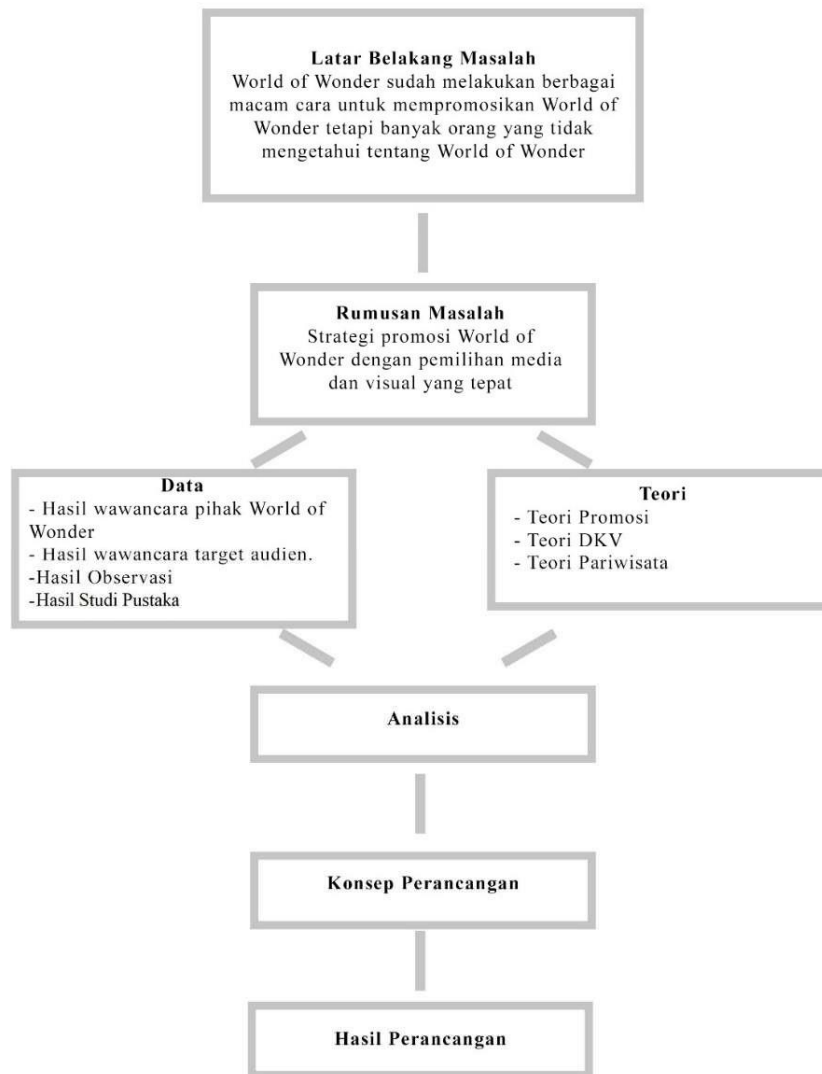 Latar Belakang Masalah
World of Wonder sudah melakukan berbagai
macam cara untuk mempromosikan World of
Wonder tetapi banyak orang yang tidak
mengetahui tentang World of Wonder
Rumusan Masalah
Strategi promosi World of
Wonder dengan pemilihan media
dan visual yang tepat
Data
- Hasil wawancara pihak World of
Wonder
- Hasil wawancara target audien.
-Hasil Observasi
-Hasil Studi Pustaka
Teori
- Teori Promosi
- Teori DKV
- Teori Pariwisata
Analisis
Konsep Perancangan
Hasil Perancangan